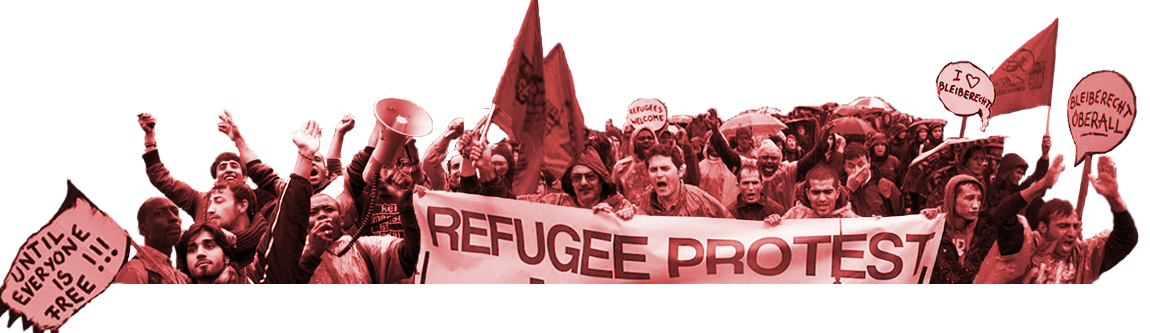 UNTIL
EVERYONE
IS
FREE !!!
REFUGEES
WELCOME
REFUGEE PROTEST
I ♡
BLEIBERECHT
BLEIBERECHT
ÜBERALL